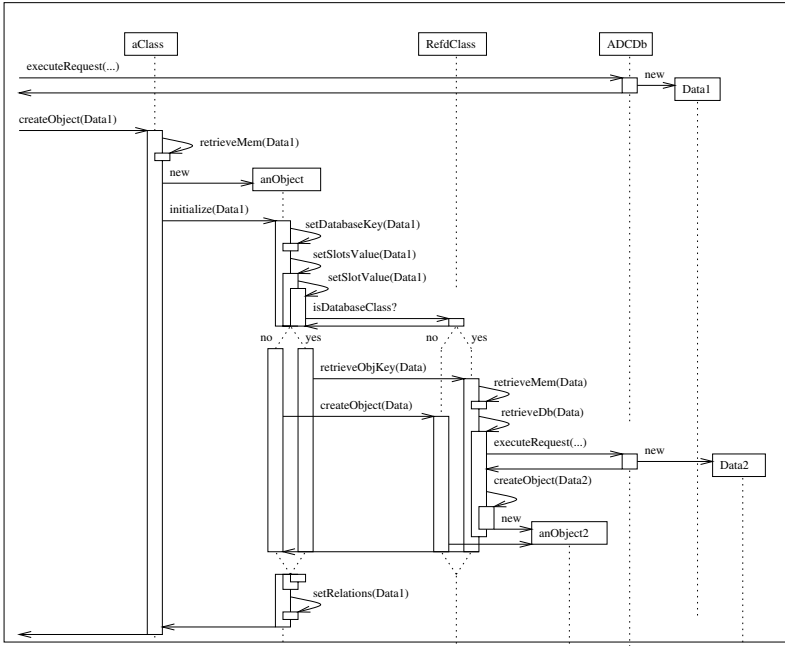 aClass
RefdClass
ADCDb
executeRequest(...)
new
Data1
createObject(Data1)
retrieveMem(Data1)
new
anObject
initialize(Data1)
setDatabaseKey(Data1)
setSlotsValue(Data1)
setSlotValue(Data1)
isDatabaseClass?
no
yes
no
yes
retrieveObjKey(Data)
retrieveMem(Data)
createObject(Data)
retrieveDb(Data)
executeRequest(...)
new
Data2
createObject(Data2)
new
anObject2
setRelations(Data1)